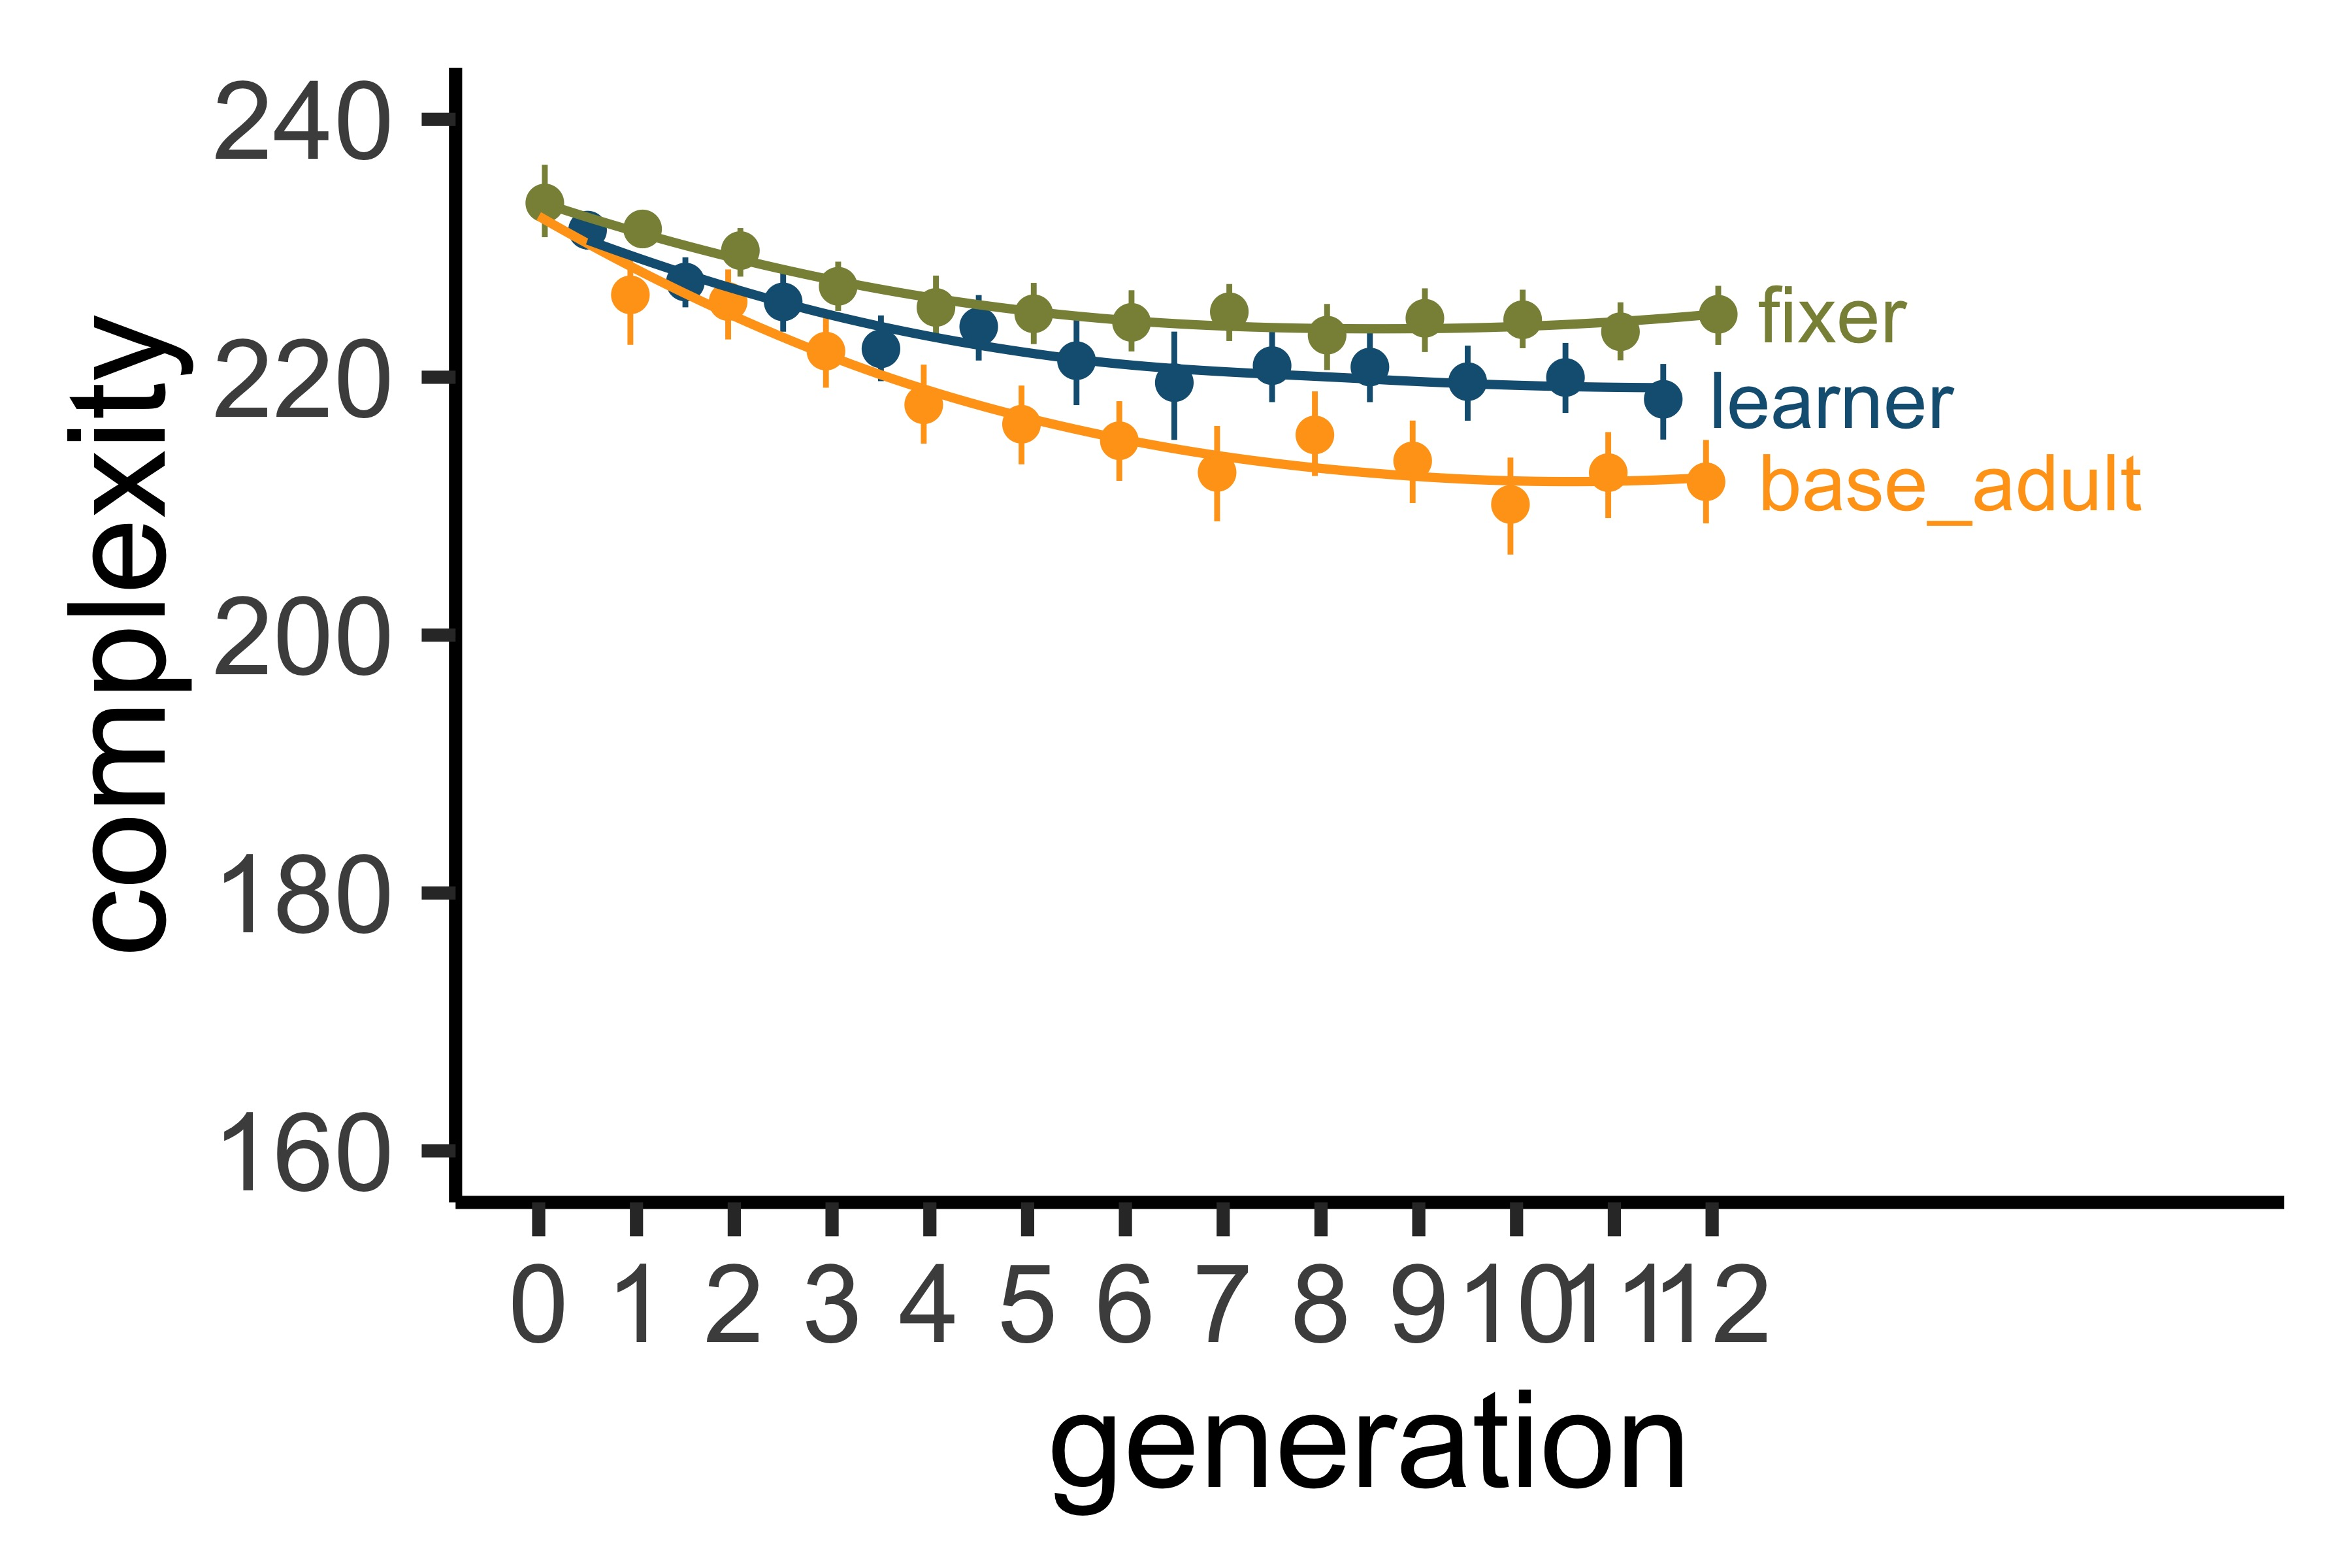 complexity
240
220
200
180
160
fixer
learner
base_adult
0 1 2 3 4 5 6 7 8 9 10 11 12
generation